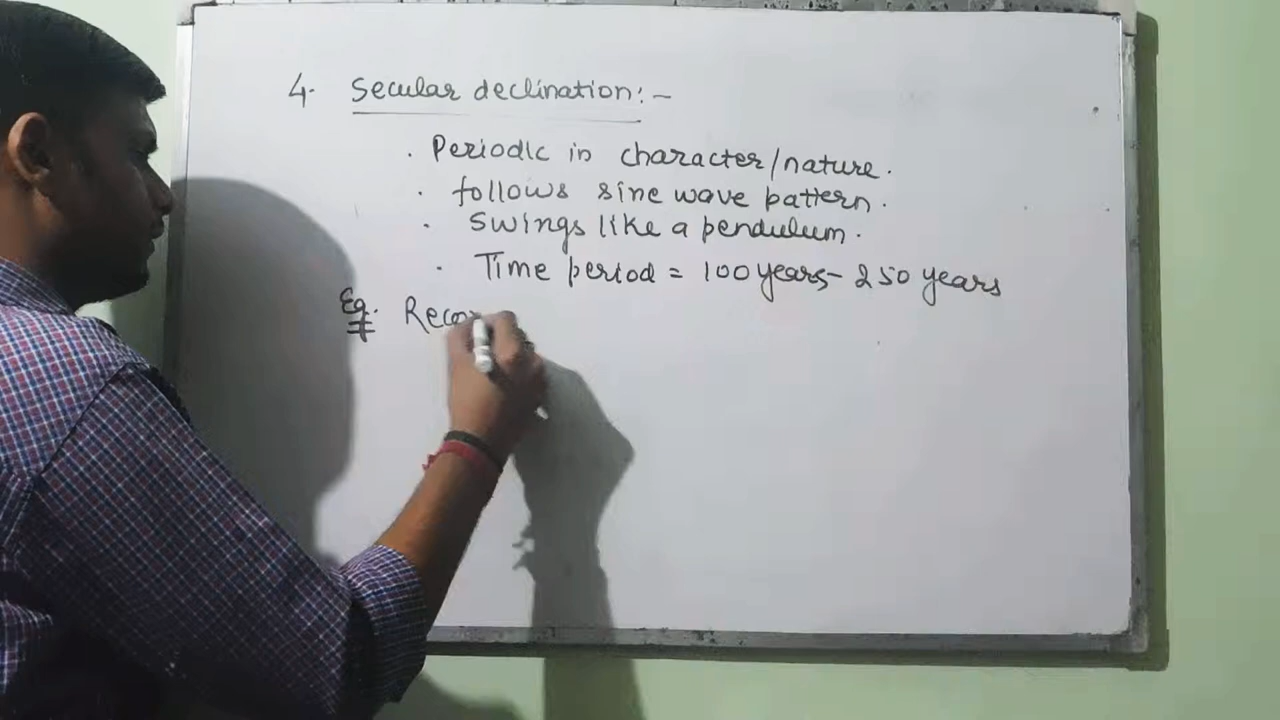 4. Secular declination:-
. Periodic in character/nature.
. follows sine wave pattern.
. Swings like a pendulum.
. Time period = 100 years - 250 years
Eg. Reco